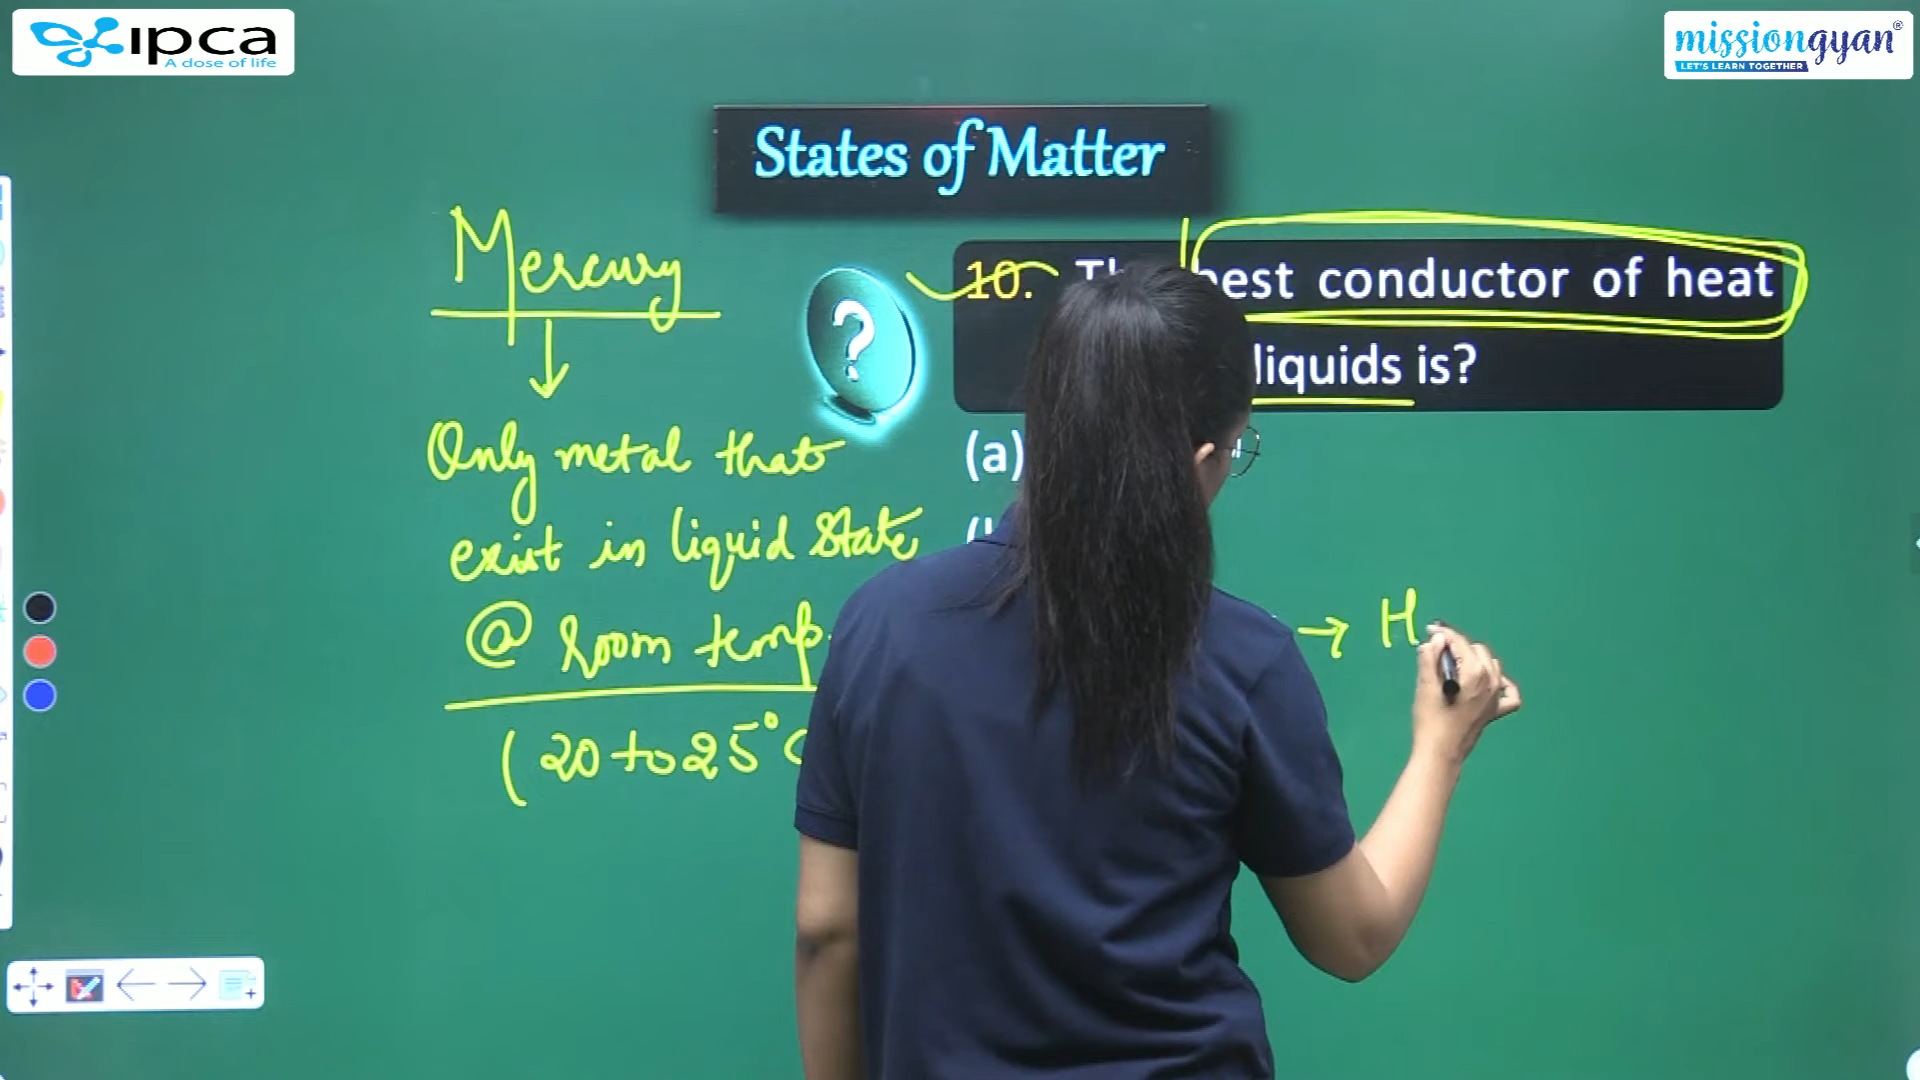 ipca
A dose of life
missiongyan®
LET'S LEARN TOGETHER
States of Matter
Mercury
Only metal that
exist in liquid state
@ room temp.
(20 to 25°C
?
10. best conductor of heat
liquids is?
(a)
→ H